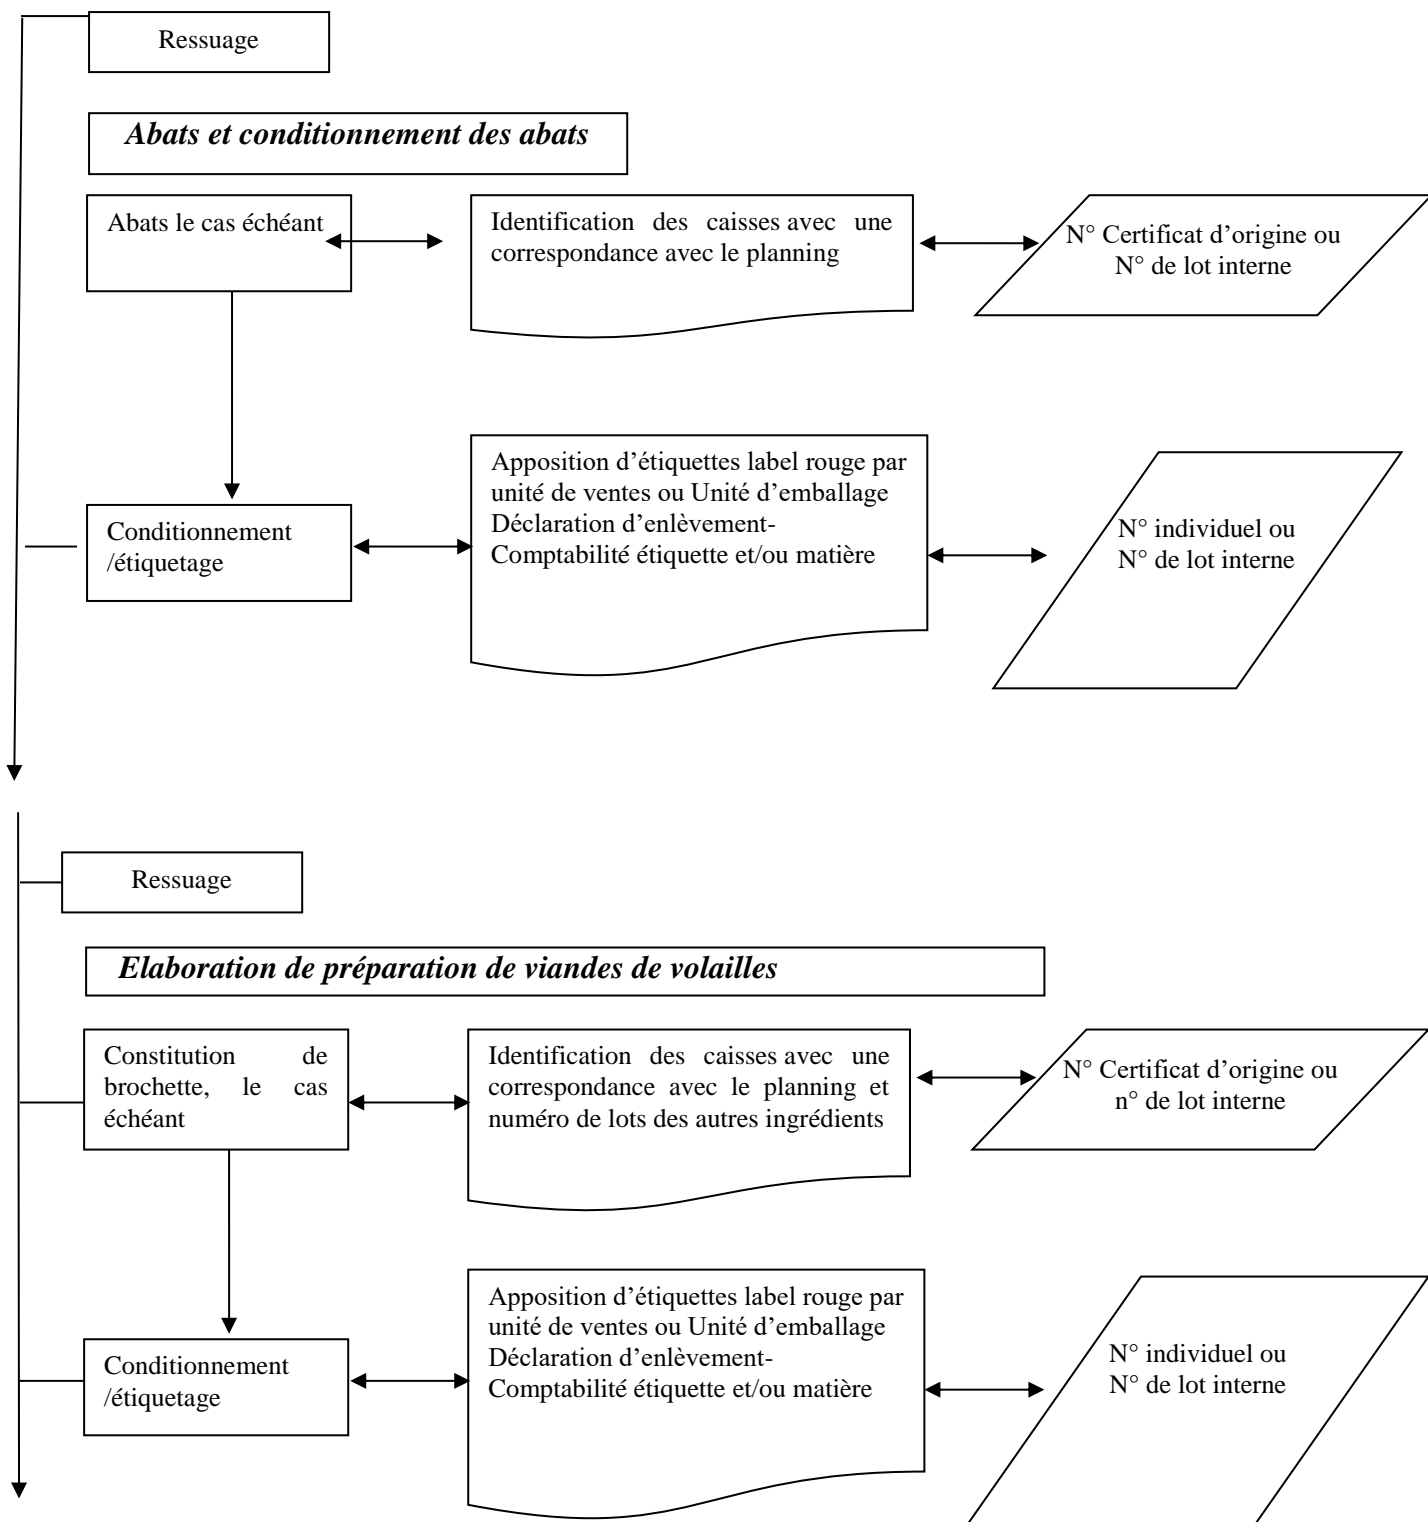 Ressuage
Abats et conditionnement des abats
Abats le cas échéant
Identification des caisses avec une
correspondance avec le planning
N° Certificat d'origine ou
N° de lot interne
Conditionnement
/étiquetage
Apposition d'étiquettes label rouge par
unité de ventes ou Unité d'emballage
Déclaration d'enlèvement-
Comptabilité étiquette et/ou matière
N° individuel ou
N° de lot interne
Ressuage
Elaboration de préparation de viandes de volailles
Constitution de
brochette, le cas
échéant
Identification des caisses avec une
correspondance avec le planning et
numéro de lots des autres ingrédients
N° Certificat d'origine ou
n° de lot interne
Conditionnement
/étiquetage
Apposition d'étiquettes label rouge par
unité de ventes ou Unité d'emballage
Déclaration d'enlèvement-
Comptabilité étiquette et/ou matière
N° individuel ou
N° de lot interne